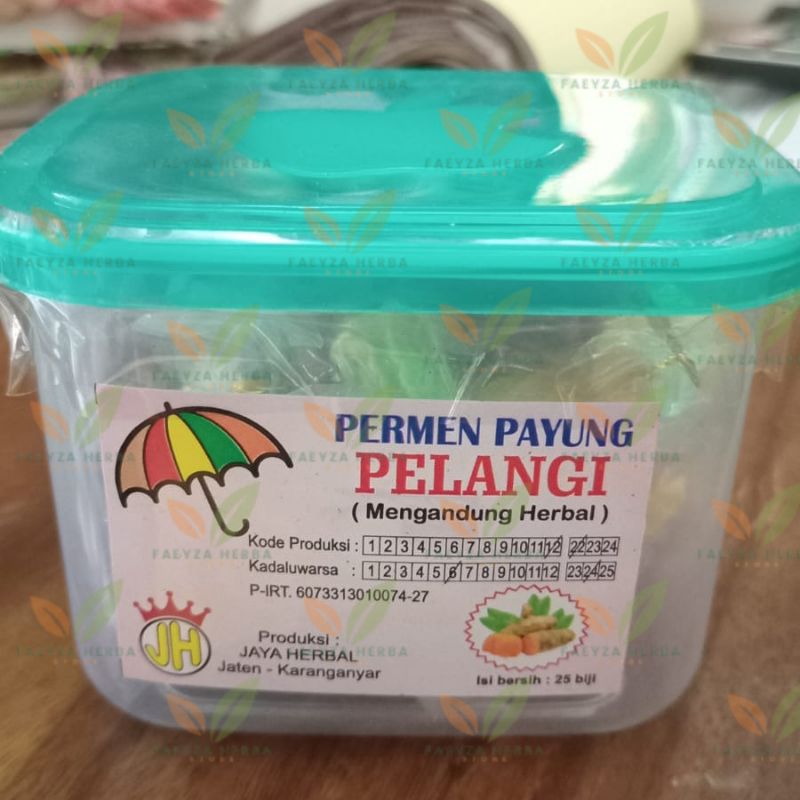 PERMEN PAYUNG
PELANGI
( Mengandung Herbal )
Kode Produksi : 1 2 3 4 5 6 7 8 9 10 11 12 22 23 24
Kadaluwarsa : 1 2 3 4 5 6 7 8 9 10 11 12 23 24 25
P-IRT. 6073313010074-27
JH
Produksi :
JAYA HERBAL
Jaten - Karanganyar
Isi bersih : 25 biji
FAEYZA HERBA
STORE